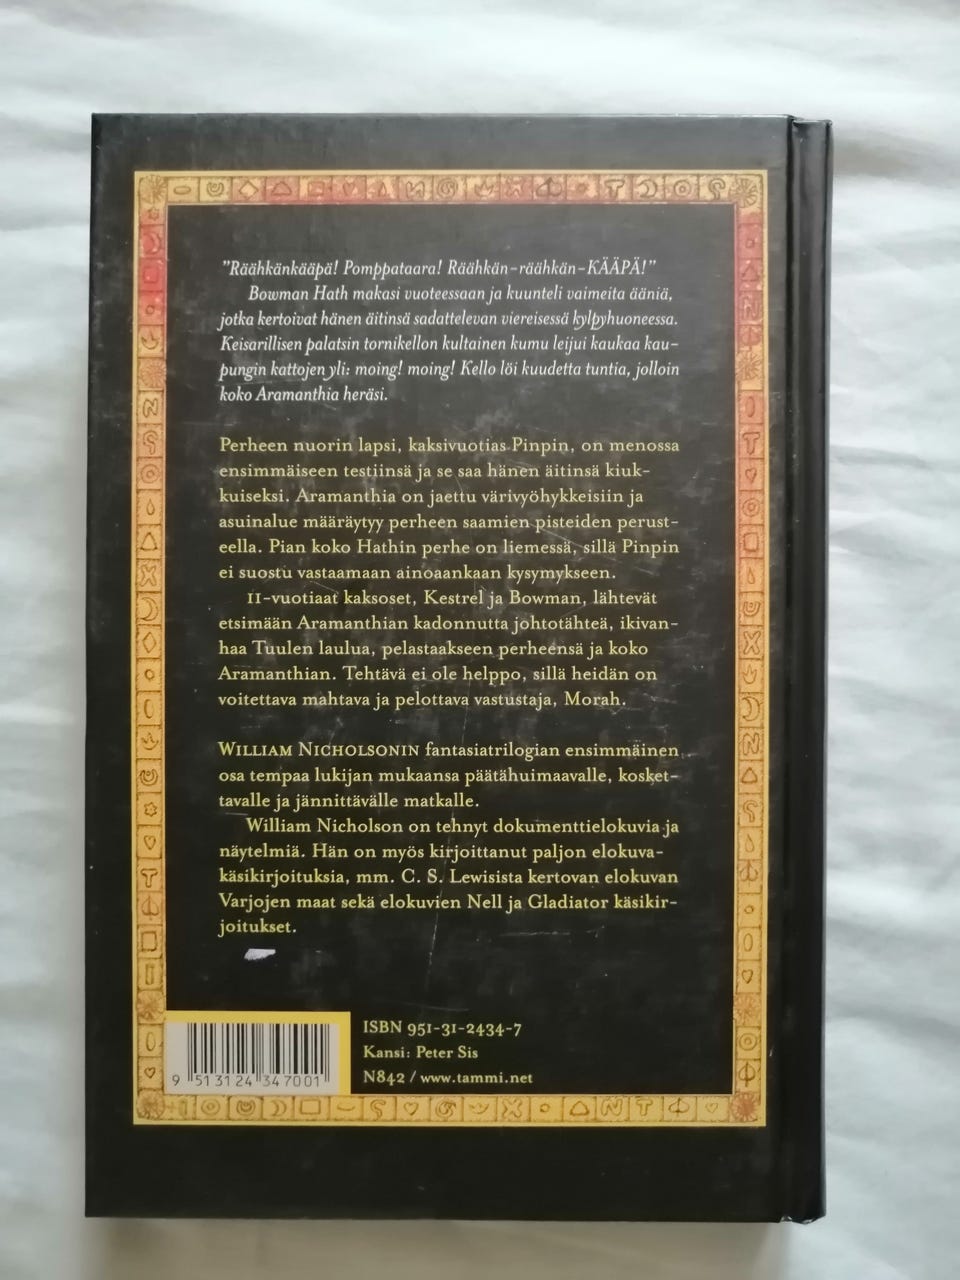 "Räähkänkääpä! Pomppataara! Räähkän-räähkän-KÄÄPÄ!"
Bowman Hath makasi vuoteessaan ja kuunteli vaimeita ääniä,
jotka kertoivat hänen äitinsä sadattelevan viereisessä kylpyhuoneessa.
Keisarillisen palatsin tornikellon kultainen kumu leijui kaukaa kau-
pungin kattojen yli: moing! moing! Kello löi kuudetta tuntia, jolloin
koko Aramanthia heräsi.
Perheen nuorin lapsi, kaksivuotias Pinpin, on menossa
ensimmäiseen testiinsä ja se saa hänen äitinsä kiuk-
kuiseksi. Aramanthia on jaettu värivyöhykkeisiin ja
asuinalue määräytyy perheen saamien pisteiden perust-
eella. Pian koko Hathin perhe on liemessä, sillä Pinpin
ei suostu vastaamaan ainoaankaan kysymykseen.
11-vuotiaat kaksoset, Kestrel ja Bowman, lähtevät
etsimään Aramanthian kadonnutta johtotähteä, ikivan-
haa Tuulen laulua, pelastaakseen perheensä ja koko
Aramanthian. Tehtävä ei ole helppo, sillä heidän on
voitettava mahtava ja pelottava vastustaja, Morah.
WILLIAM NICHOLSONIN fantasiatrilogian ensimmäinen
osa tempaa lukijan mukaansa päätähuimaavalle, kosket-
tavalle ja jännittävälle matkalle.
William Nicholson on tehnyt dokumenttielokuvia ja
näytelmiä. Hän on myös kirjoittanut paljon elokuva-
käsikirjoituksia, mm. C. S. Lewisista kertovan elokuvan
Varjojen maat sekä elokuvien Nell ja Gladiator käsikir-
joitukset.
ISBN 951-31-2434-7
Kansi: Peter Sis
N842 / www.tammi.net
9 513124 347001